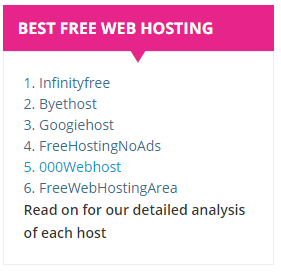 BEST FREE WEB HOSTING
1. Infinityfree
2. Byethost
3. Googiehost
4. FreeHostingNoAds
5. 000Webhost
6. FreeWebHostingArea
Read on for our detailed analysis
of each host